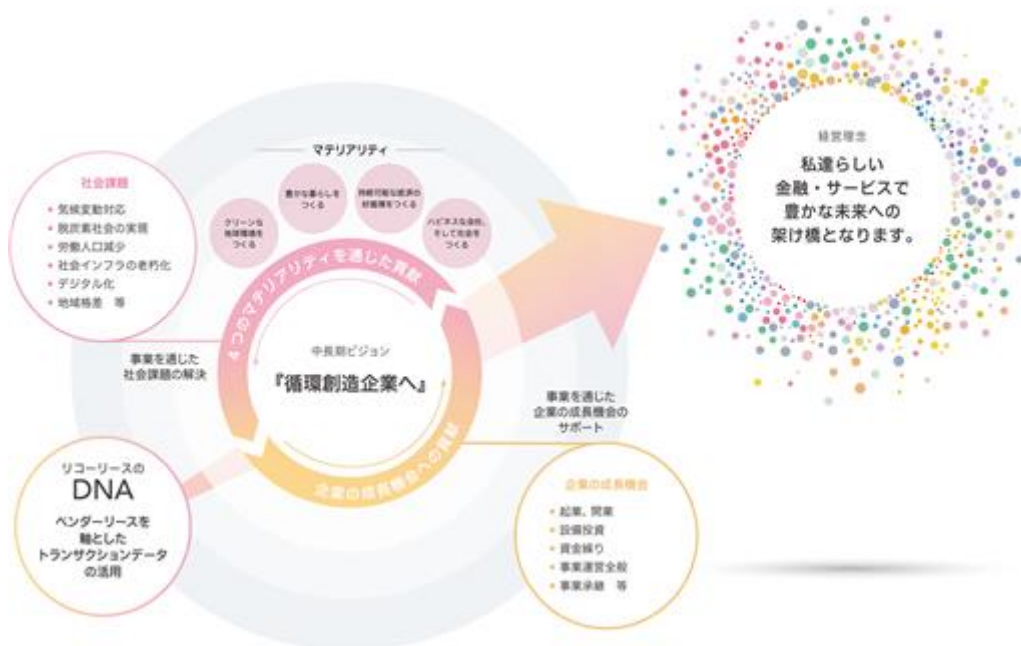 マテリアリティ
クリーンな
地球環境を
つくる
豊かな暮らしを
つくる
持続可能な経済の
好循環をつくる
ハピネスな会社、
そして社会を
つくる
社会課題
• 気候変動対応
• 脱炭素社会の実現
• 労働人口減少
• 社会インフラの老朽化
• デジタル化
• 地域格差 等
4つのマテリアリティを通じた貢献
事業を通じた
社会課題の解決
中長期ビジョン
『循環創造企業へ』
企業の成長機会への貢献
事業を通じた
企業の成長機会の
サポート
リコーリースの
DNA
ベンダーリースを
軸とした
トランザクションデータ
の活用
企業の成長機会
• 起業、開業
• 設備投資
• 資金繰り
• 事業運営全般
• 事業承継 等
経営理念
私達らしい
金融・サービスで
豊かな未来への
架け橋となります。